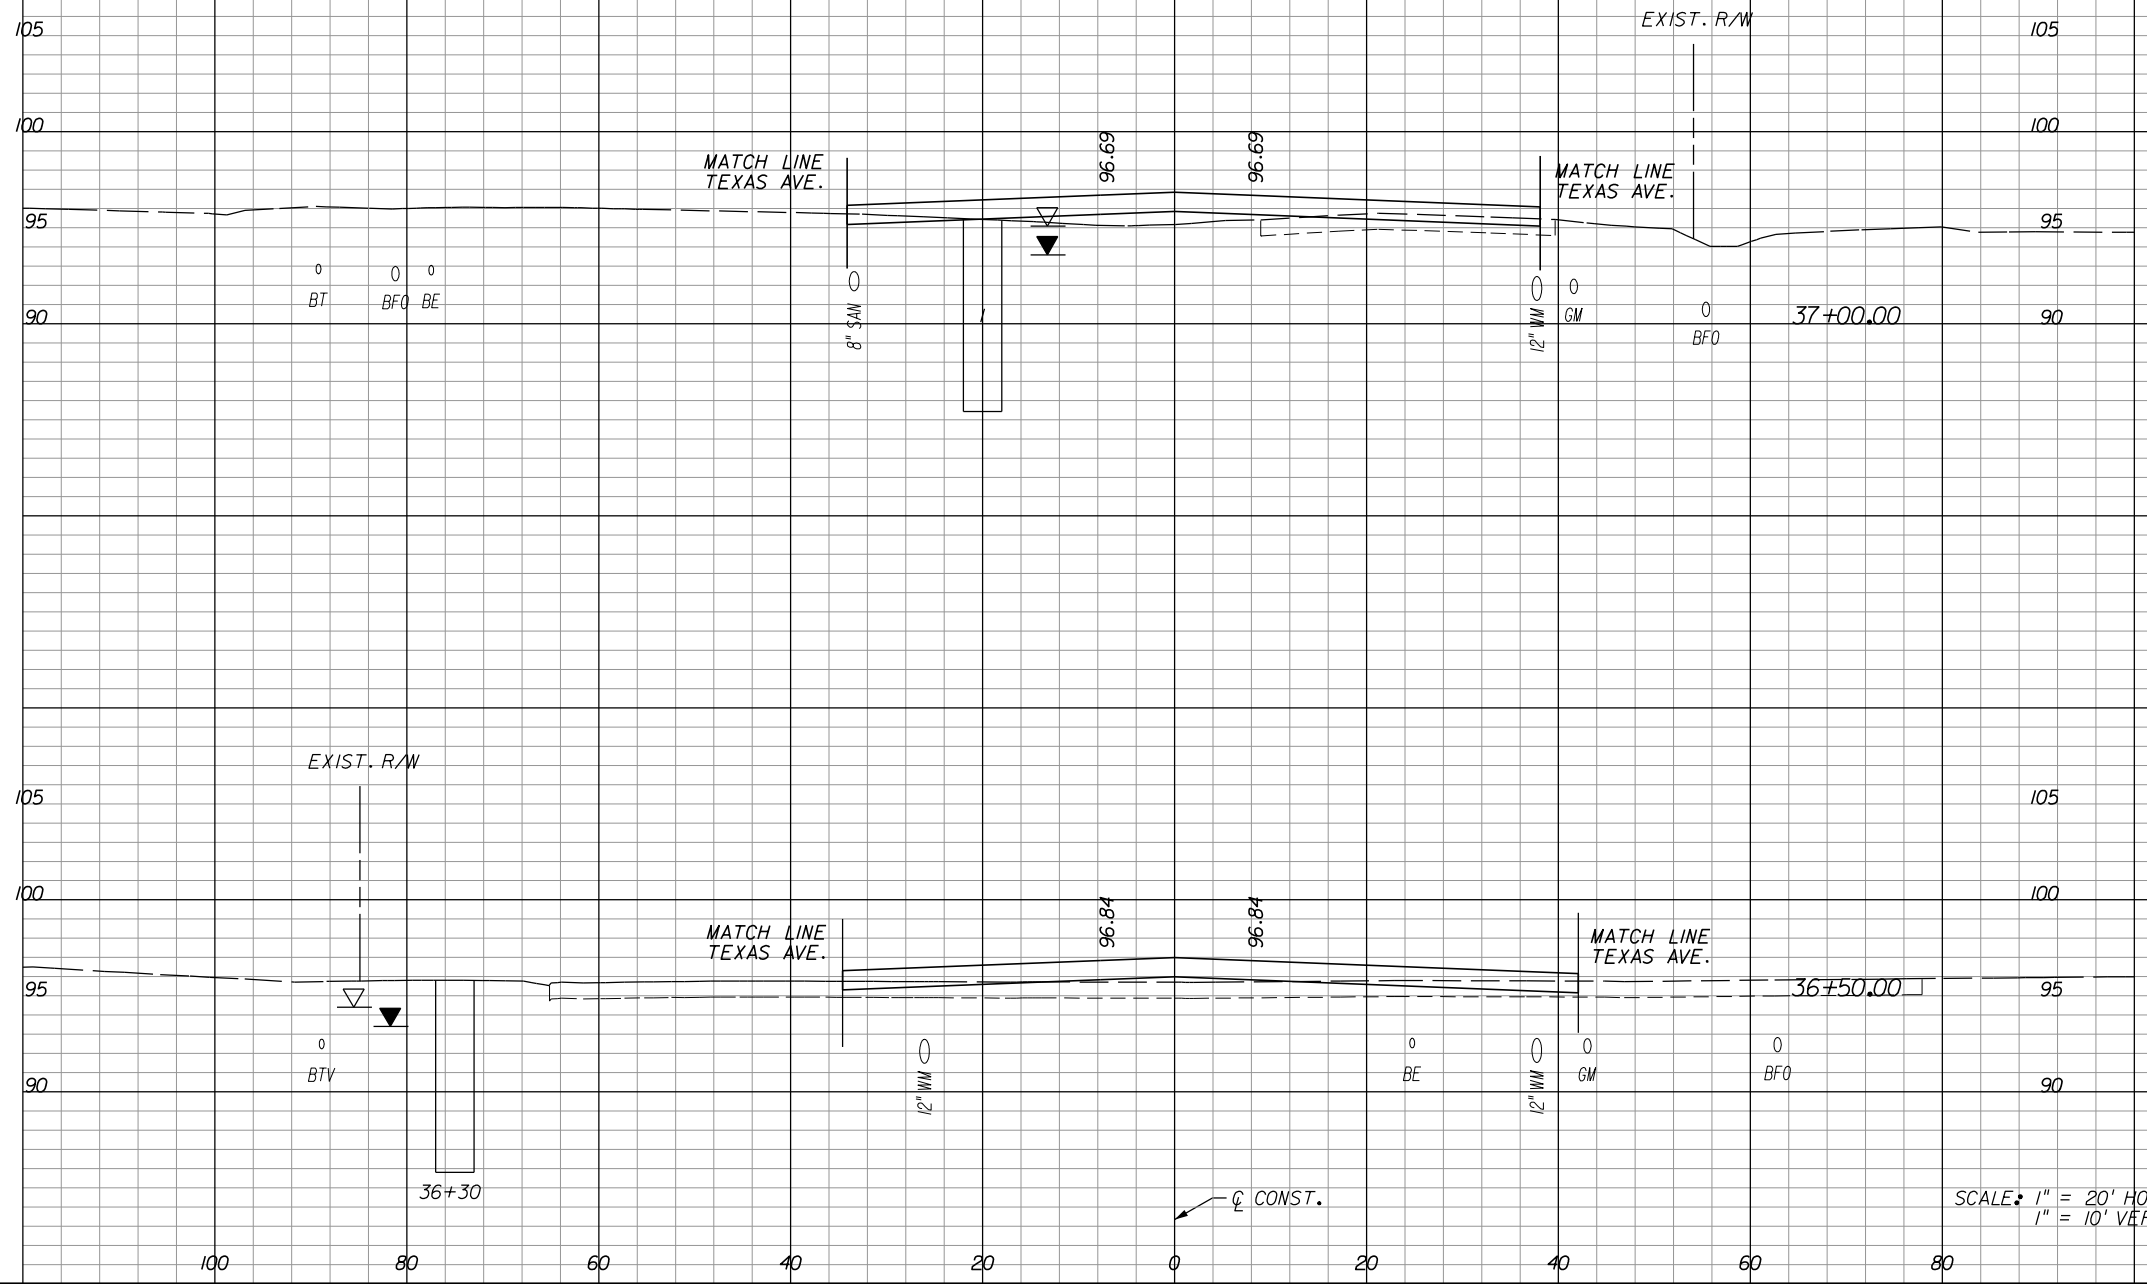 105
EXIST. R/W
105
100
96.69
96.69
100
MATCH LINE
TEXAS AVE.
MATCH LINE
TEXAS AVE.
95
95
BT
BFO
BE
8" SAN
1
12" WM
GM
BFO
90
37+00.00
90
EXIST. R/W
105
105
100
96.84
96.84
100
MATCH LINE
TEXAS AVE.
MATCH LINE
TEXAS AVE.
95
36+50.00
95
BTV
12" WM
BE
12" WM
GM
BFO
90
90
36+30
℄ CONST.
SCALE: 1" = 20' HO
1" = 10' VER
100
80
60
40
20
0
20
40
60
80